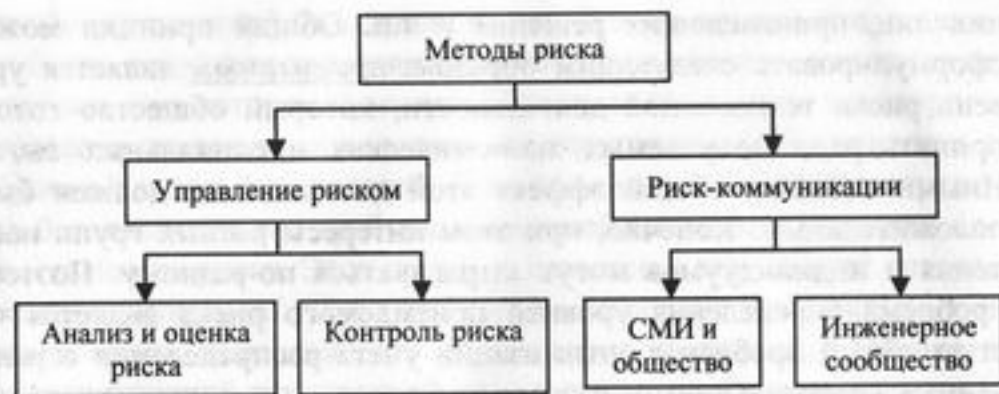 Методы риска
Управление риском
Риск-коммуникации
Анализ и оценка
риска
Контроль риска
СМИ и
общество
Инженерное
сообщество